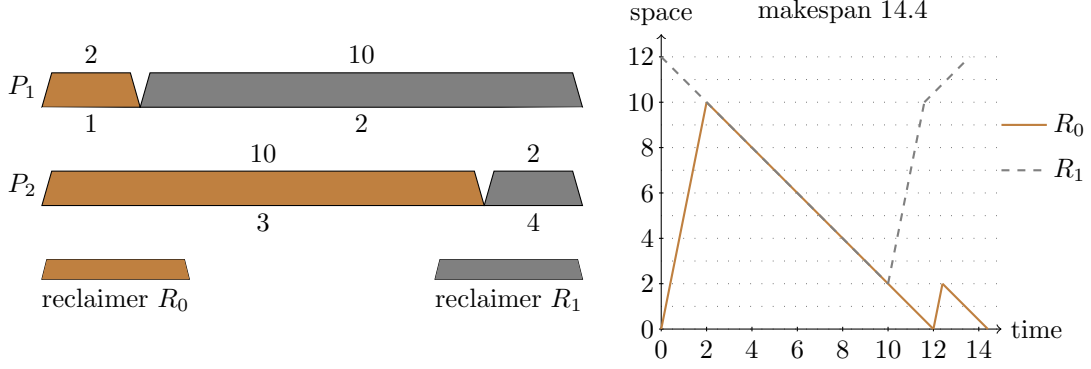 2 10
P₁
1 2
10 2
P₂
3 4
reclaimer R₀ reclaimer R₁
makespan 14.4
space
12
10
8
6
4
2
0
0 2 4 6 8 10 12 14
time
R₀
R₁